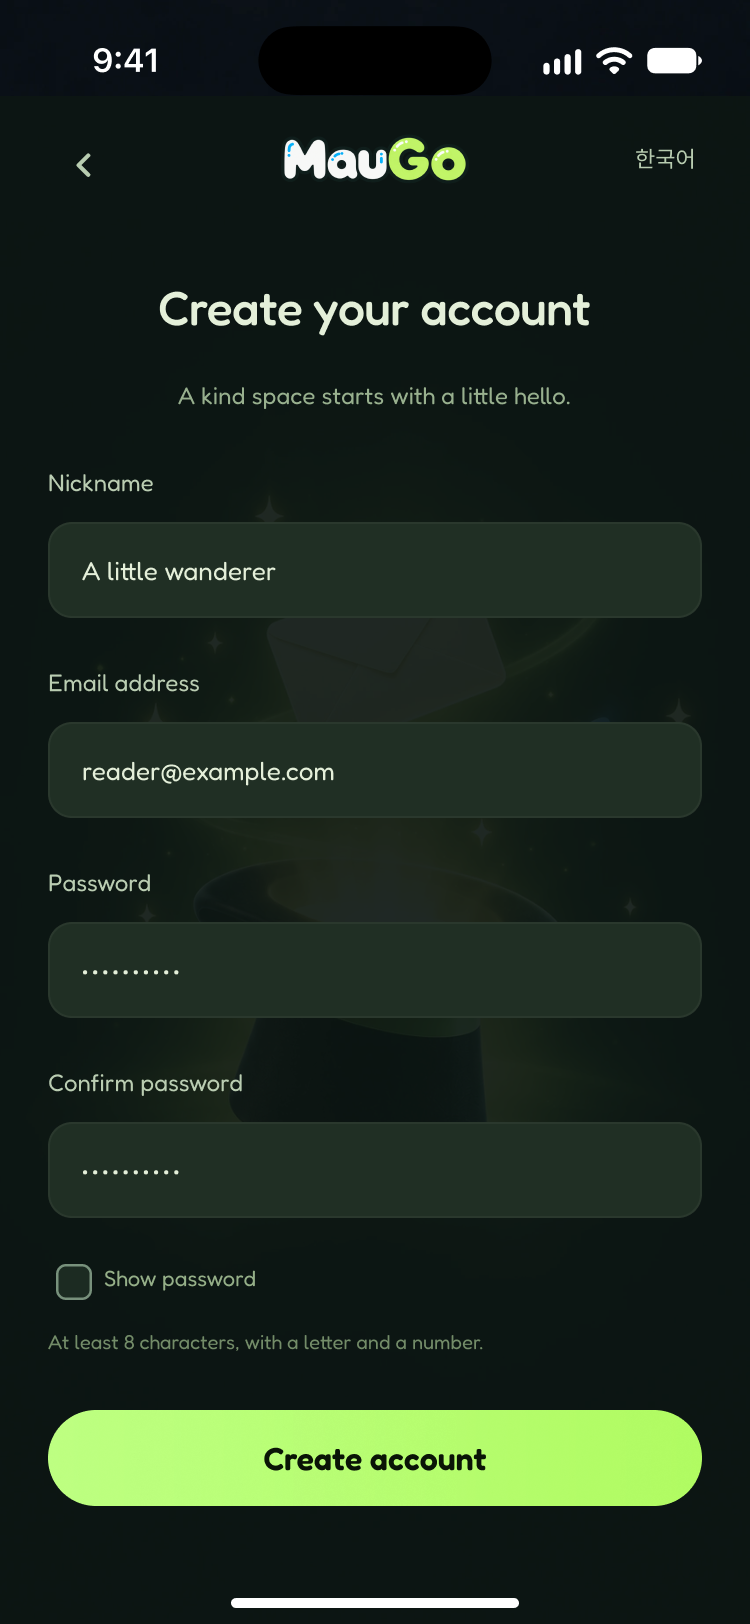 9:41
MauGo
한국어
Create your account
A kind space starts with a little hello.
Nickname
A little wanderer
Email address
reader@example.com
Password
••••••••••
Confirm password
••••••••••
Show password
At least 8 characters, with a letter and a number.
Create account